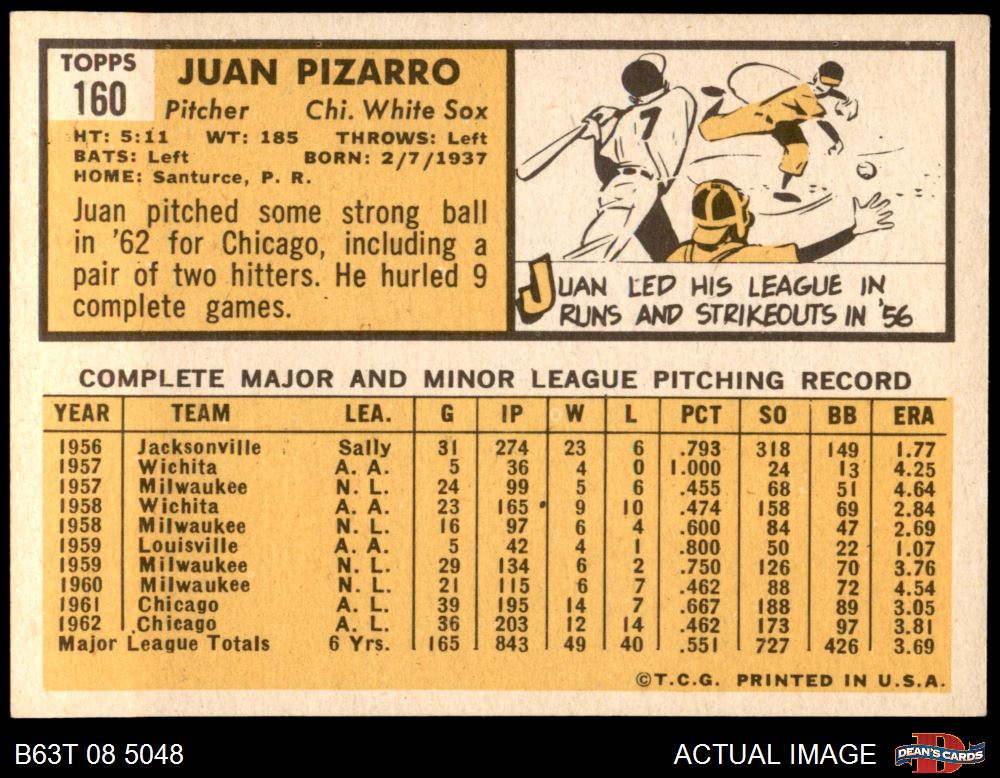 TOPPS
160
JUAN PIZARRO
Pitcher Chi. White Sox
HT: 5:11 WT: 185 THROWS: Left
BATS: Left BORN: 2/7/1937
HOME: Santurce, P. R.
Juan pitched some strong ball
in '62 for Chicago, including a
pair of two hitters. He hurled 9
complete games.
7
JUAN LED HIS LEAGUE IN
RUNS AND STRIKEOUTS IN '56
COMPLETE MAJOR AND MINOR LEAGUE PITCHING RECORD
YEAR TEAM LEA. G IP W L PCT SO BB ERA
1956 Jacksonville Sally 31 274 23 6 .793 318 149 1.77
1957 Wichita A. A. 5 36 4 0 1.000 24 13 4.25
1957 Milwaukee N. L. 24 99 5 6 .455 68 51 4.64
1958 Wichita A. A. 23 165 9 10 .474 158 69 2.84
1958 Milwaukee N. L. 16 97 6 4 .600 84 47 2.69
1959 Louisville A. A. 5 42 4 1 .800 50 22 1.07
1959 Milwaukee N. L. 29 134 6 2 .750 126 70 3.76
1960 Milwaukee N. L. 21 115 6 7 .462 88 72 4.54
1961 Chicago A. L. 39 195 14 7 .667 188 89 3.05
1962 Chicago A. L. 36 203 12 14 .462 173 97 3.81
Major League Totals 6 Yrs. 165 843 49 40 .551 727 426 3.69
©T.C.G. PRINTED IN U.S.A.
B63T 08 5048 ACTUAL IMAGE
D
DEAN'S CARDS